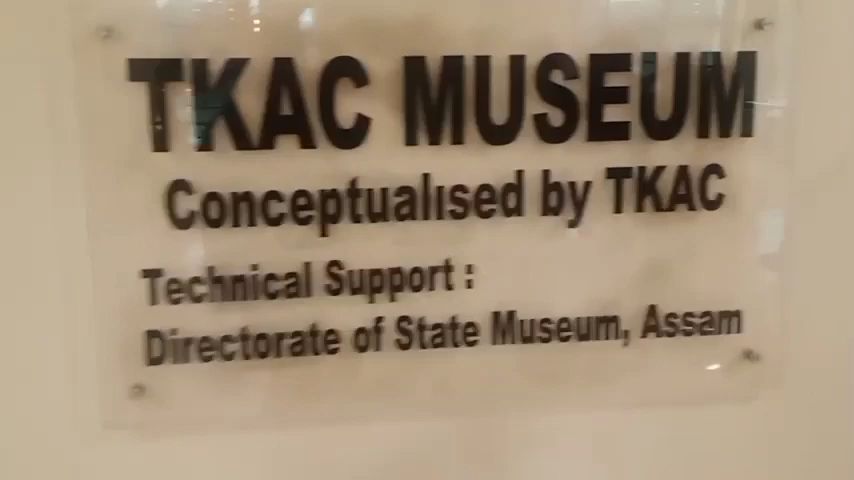 TKAC MUSEUM
Conceptualised by TKAC
Technical Support :
Directorate of State Museum, Assam